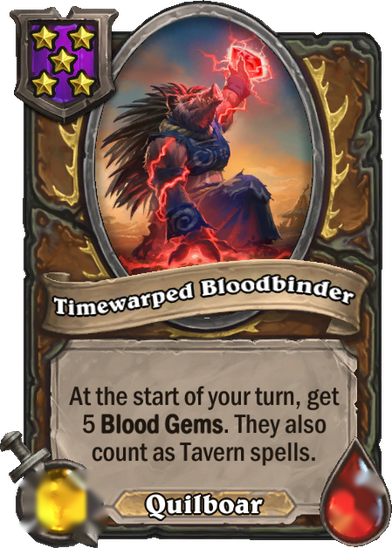 Timewarped Bloodbinder
At the start of your turn, get
5 Blood Gems. They also
count as Tavern spells.
Quilboar